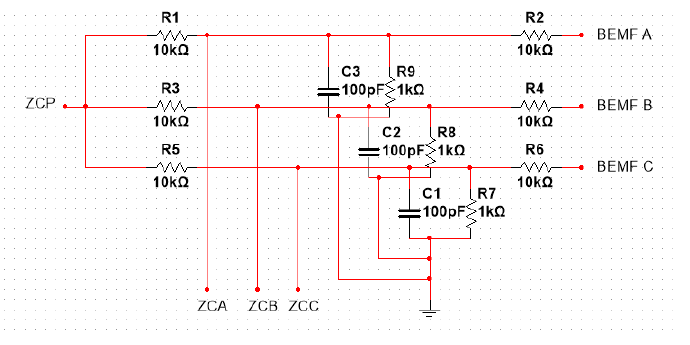 R1
R2
10kΩ
10kΩ
BEMF A
C3
R9
100pF
1kΩ
R3
R4
ZCP
10kΩ
10kΩ
BEMF B
C2
R8
100pF
1kΩ
R5
R6
10kΩ
10kΩ
BEMF C
C1
R7
100pF
1kΩ
ZCA
ZCB
ZCC